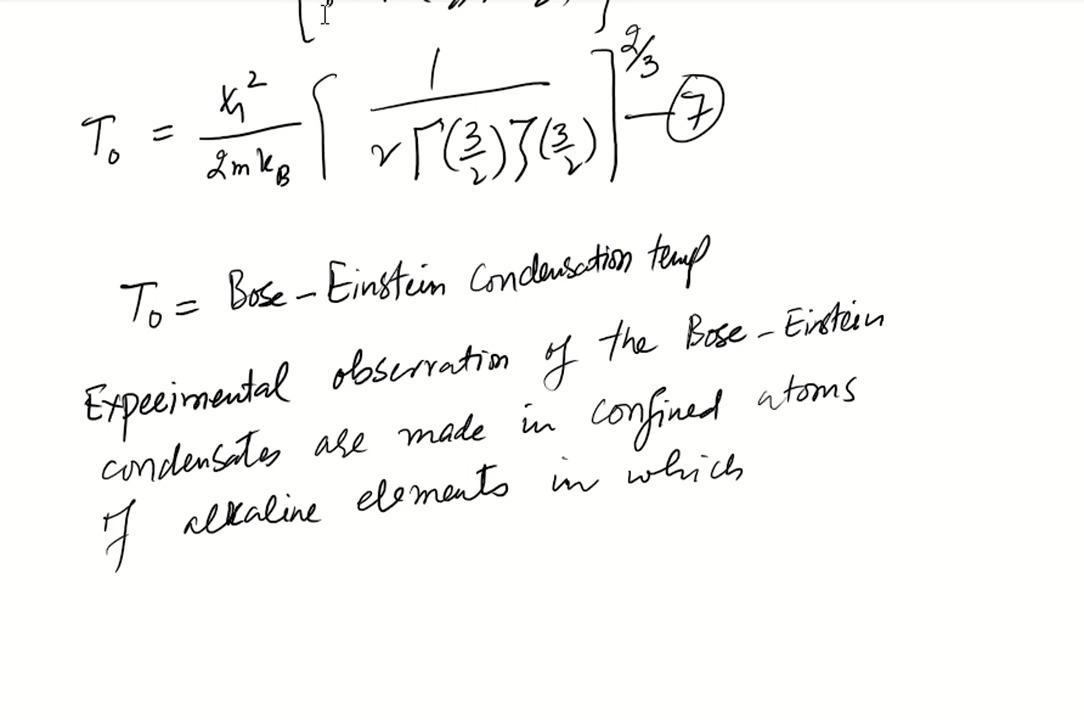 T₀ = ħ² / 2mk_B [ 1 / ν Γ(3/2) ζ(3/2) ]^{2/3} — 7
T₀ = Bose - Einstein Condensation temp
Expeeimental observation of the Bose - Einstein
condensates are made in confined atoms
of alkaline elements in which